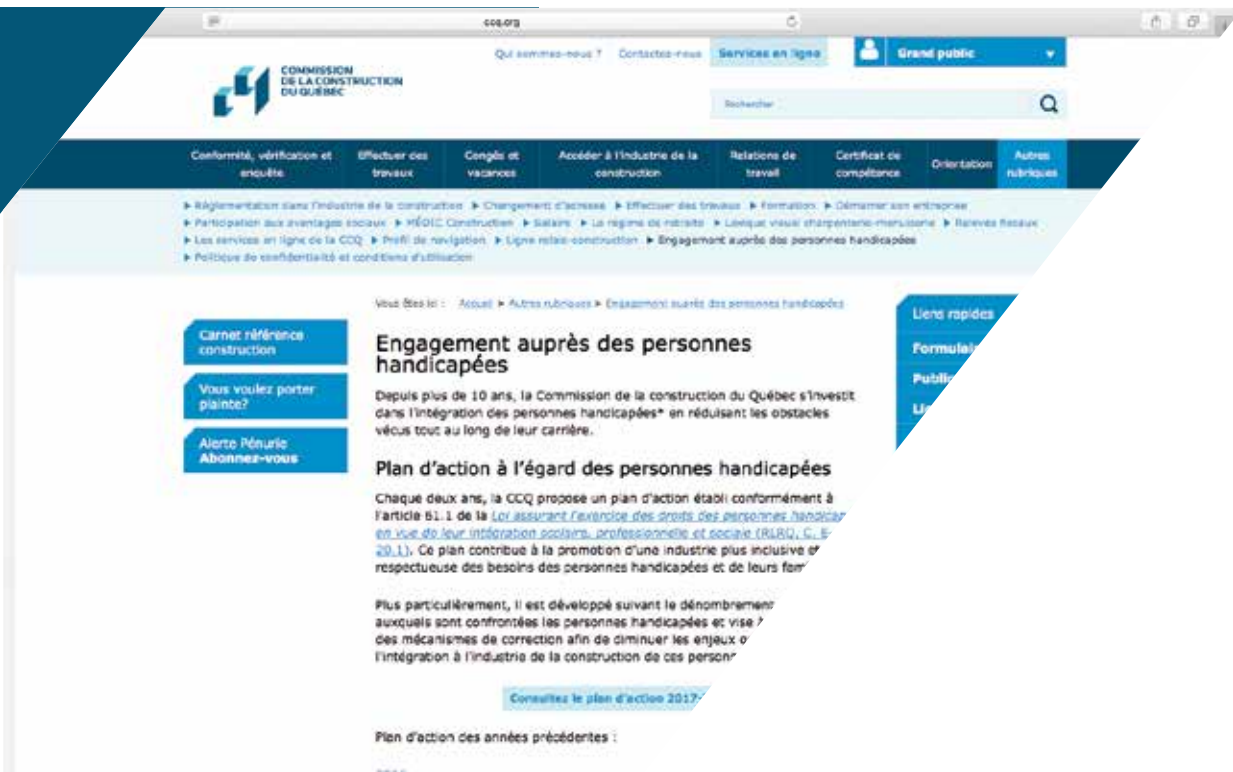 ccq.org
Qui sommes-nous ? Contactez-nous Services en ligne Grand public
COMMISSION
DE LA CONSTRUCTION
DU QUÉBEC
Rechercher
Conformité, vérification et enquête
Effectuer des travaux
Congés et vacances
Accéder à l'industrie de la construction
Relations de travail
Certificat de compétence
Orientation
Autres rubriques
Réglementation dans l'industrie de la construction Changement d'adresse Effectuer des travaux Formation Démarrer son entreprise
Participation aux avantages sociaux MÉDIC Construction Salaire Le régime de retraite Lexique visuel charpenterie-menuiserie Relevés fiscaux
Les services en ligne de la CCQ Profil de navigation Ligne relais-construction Engagement auprès des personnes handicapées
Politique de confidentialité et conditions d'utilisation
Vous êtes ici : Accueil Autres rubriques Engagement auprès des personnes handicapées
Carnet référence
construction
Vous voulez porter
plainte?
Alerte Pénurie
Abonnez-vous
Engagement auprès des personnes
handicapées
Depuis plus de 10 ans, la Commission de la construction du Québec s'investit
dans l'intégration des personnes handicapées* en réduisant les obstacles
vécus tout au long de leur carrière.
Plan d'action à l'égard des personnes handicapées
Chaque deux ans, la CCQ propose un plan d'action établi conformément à
l'article 61.1 de la Loi assurant l'exercice des droits des personnes
en vue de leur intégration scolaire, professionnelle et sociale (RLRQ, C. E-
20.1). Ce plan contribue à la promotion d'une industrie plus inclusive et
respectueuse des besoins des personnes handicapées et de leurs
Plus particulièrement, il est développé suivant le dénombrement
auxquels sont confrontées les personnes handicapées et vise
des mécanismes de correction afin de diminuer les enjeux
l'intégration à l'industrie de la construction de ces
Consultez le plan d'action 2017-
Plan d'action des années précédentes :
Liens rapides